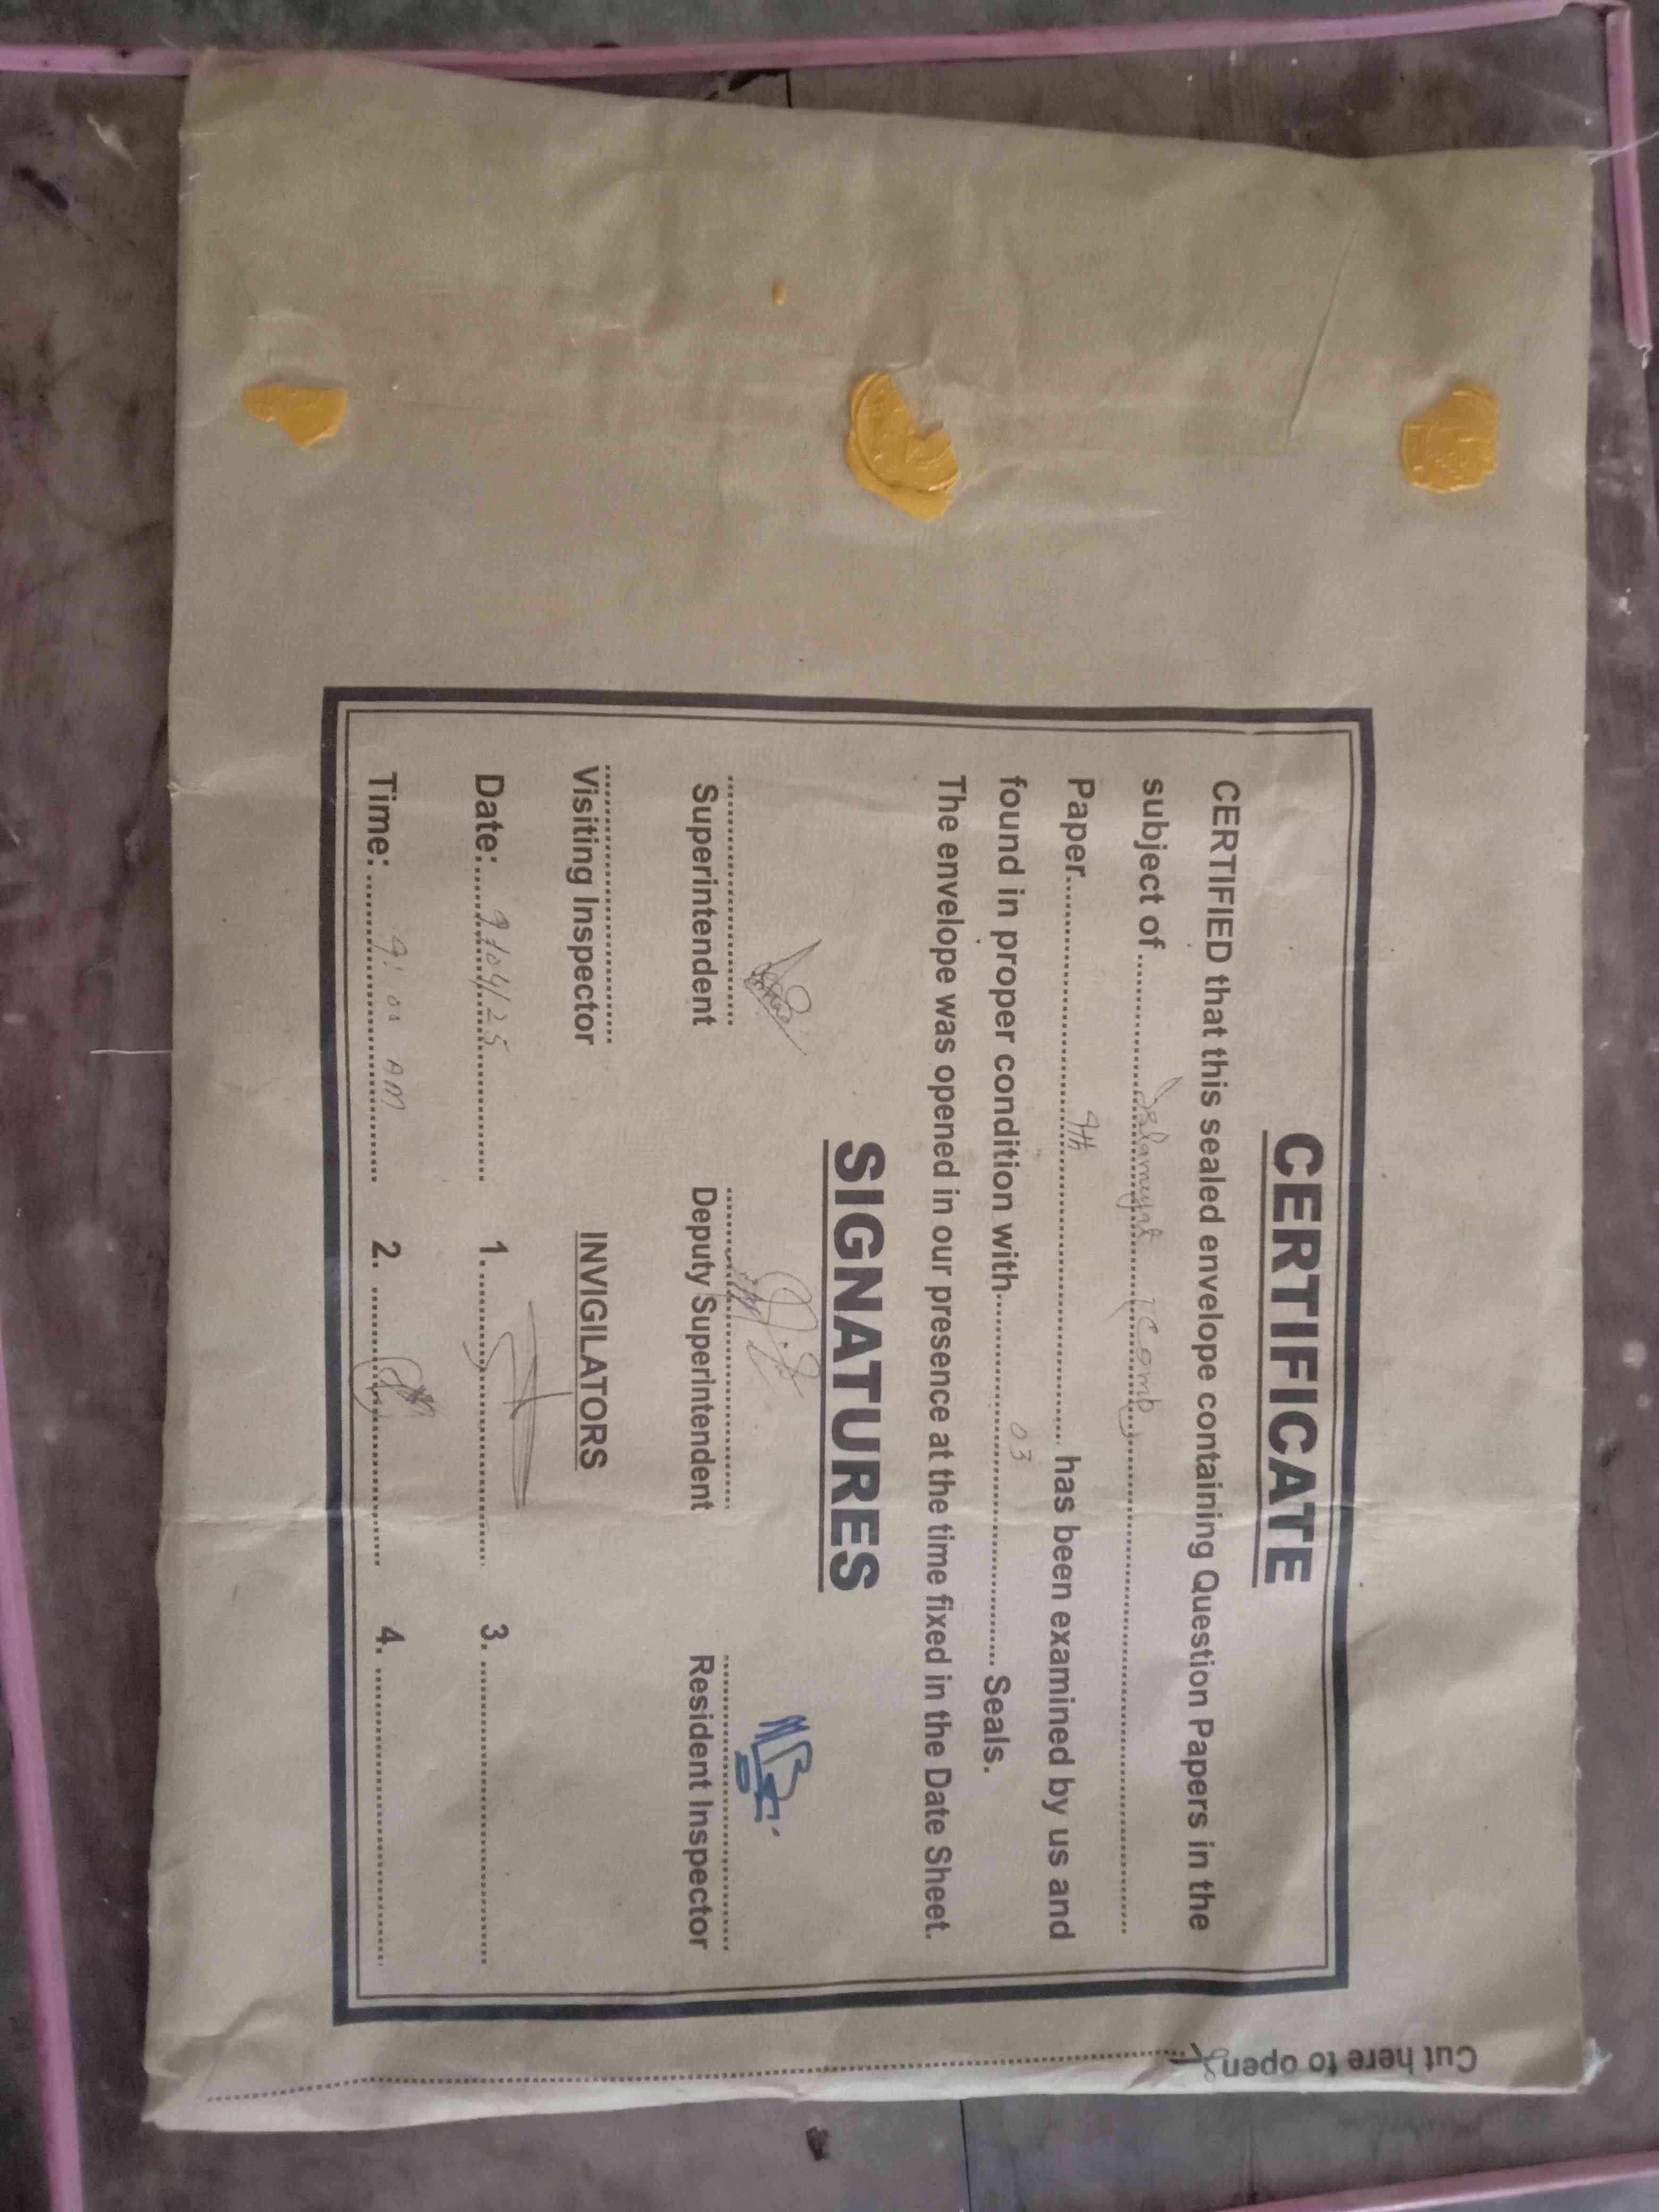 CERTIFICATE
CERTIFIED that this sealed envelope containing Question Papers in the
subject of Islamiyat (Comp)
Paper 9th has been examined by us and
found in proper condition with 03 Seals.
The envelope was opened in our presence at the time fixed in the Date Sheet.
SIGNATURES
Superintendent Deputy Superintendent Resident Inspector
Visiting Inspector INVIGILATORS
Date: 9/04/25 1. 3.
Time: 9:00 AM 2. 4.
Cut here to open